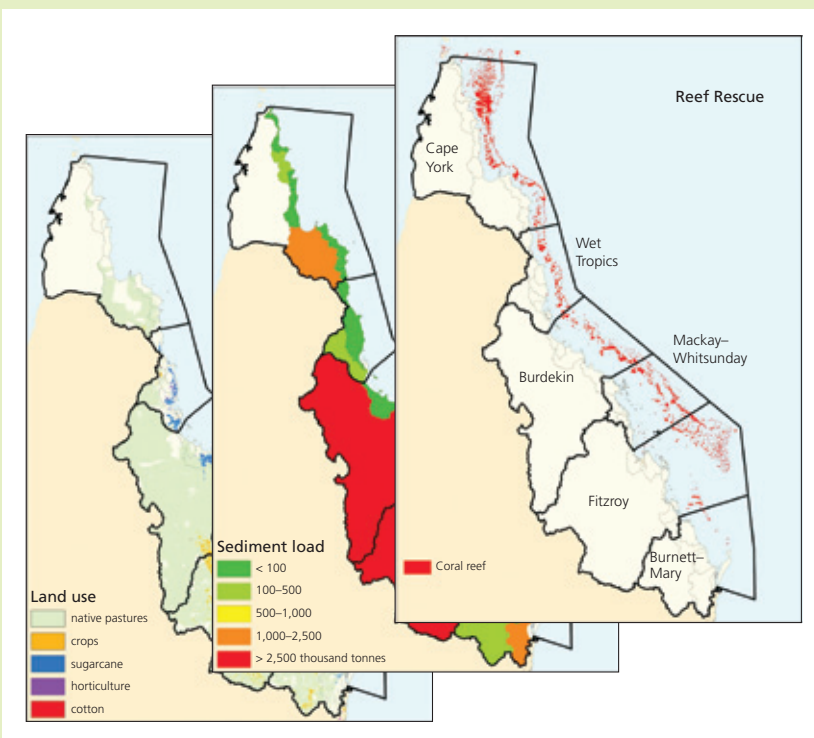 Reef Rescue
Cape
York
Wet
Tropics
Mackay–
Whitsunday
Burdekin
Fitzroy
Burnett–
Mary
Coral reef
Sediment load
< 100
100–500
500–1,000
1,000–2,500
> 2,500 thousand tonnes
Land use
native pastures
crops
sugarcane
horticulture
cotton